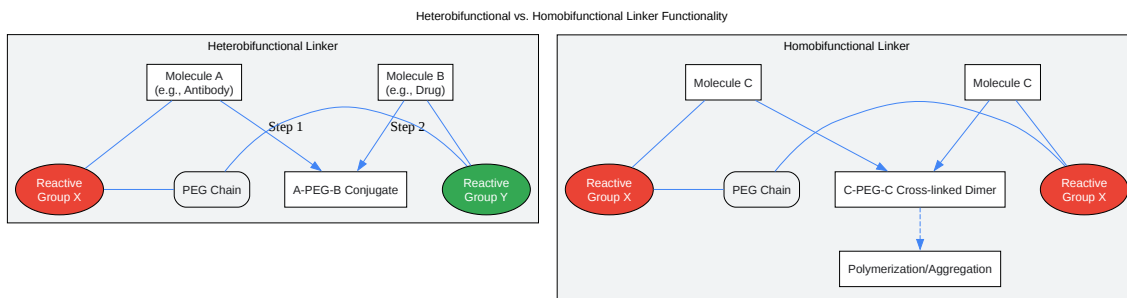 Heterobifunctional vs. Homobifunctional Linker Functionality
Heterobifunctional Linker
Molecule A
(e.g., Antibody)
Molecule B
(e.g., Drug)
Step 1
Step 2
Reactive
Group X
PEG Chain
A-PEG-B Conjugate
Reactive
Group Y
Homobifunctional Linker
Molecule C
Molecule C
Reactive
Group X
PEG Chain
C-PEG-C Cross-linked Dimer
Reactive
Group X
Polymerization/Aggregation